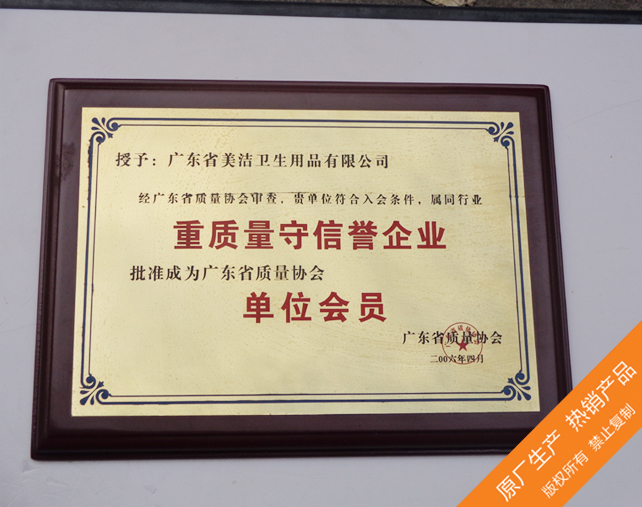 授予：广东省美洁卫生用品有限公司
经广东省质量协会审查，贵单位符合入会条件，属同行业
重质量守信誉企业
批准成为广东省质量协会
单位会员
广东省质量协会
二00六年四月
原厂生产 热销产品
版权所有 禁止复制